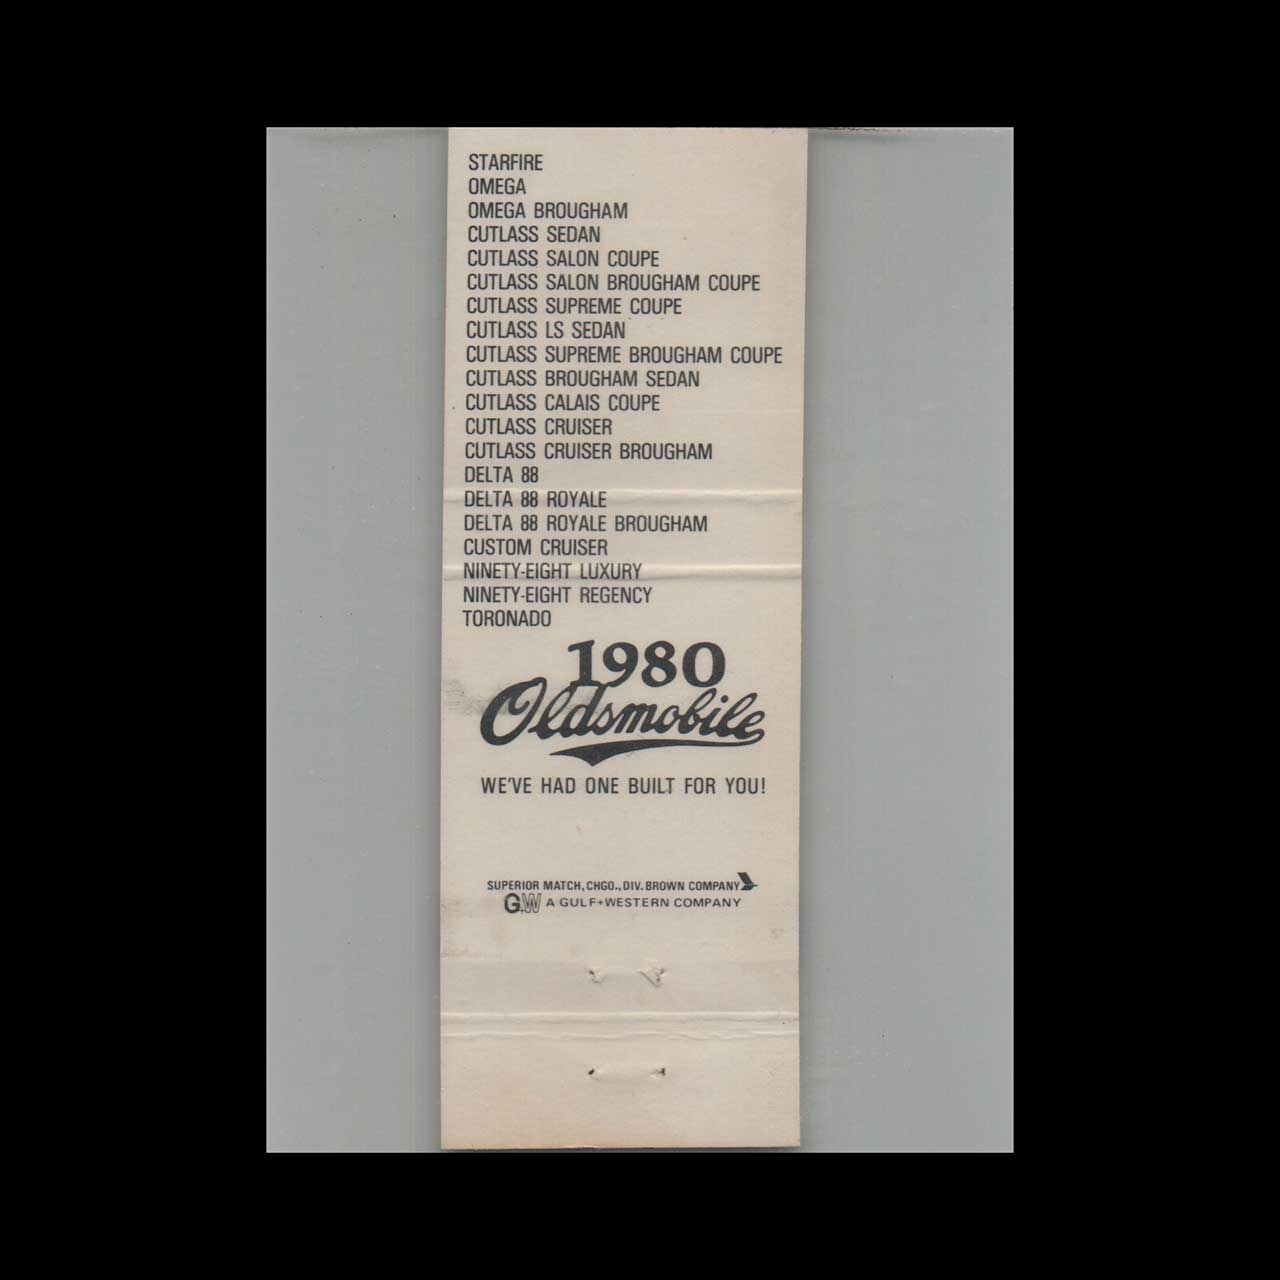 STARFIRE
OMEGA
OMEGA BROUGHAM
CUTLASS SEDAN
CUTLASS SALON COUPE
CUTLASS SALON BROUGHAM COUPE
CUTLASS SUPREME COUPE
CUTLASS LS SEDAN
CUTLASS SUPREME BROUGHAM COUPE
CUTLASS BROUGHAM SEDAN
CUTLASS CALAIS COUPE
CUTLASS CRUISER
CUTLASS CRUISER BROUGHAM
DELTA 88
DELTA 88 ROYALE
DELTA 88 ROYALE BROUGHAM
CUSTOM CRUISER
NINETY-EIGHT LUXURY
NINETY-EIGHT REGENCY
TORONADO
1980
Oldsmobile
WE'VE HAD ONE BUILT FOR YOU!
SUPERIOR MATCH, CHGO., DIV. BROWN COMPANY
G+W A GULF+WESTERN COMPANY